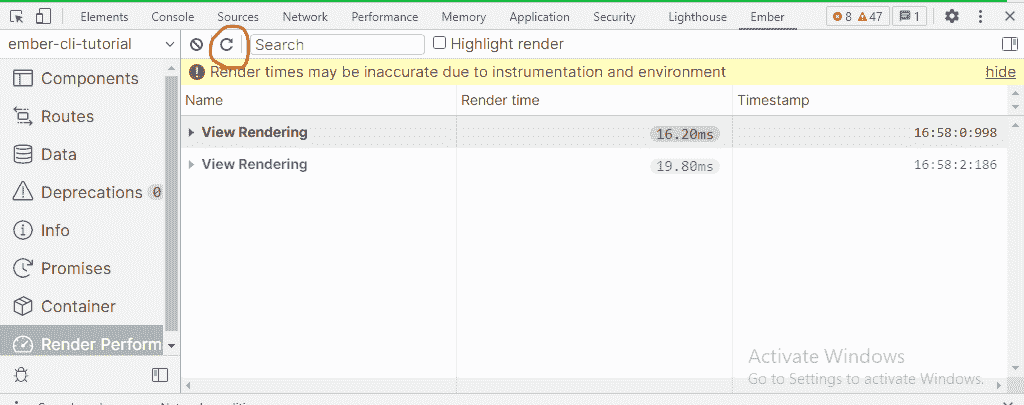 Elements Console Sources Network Performance Memory Application Security Lighthouse Ember 8 47 1
ember-cli-tutorial Search Highlight render
Render times may be inaccurate due to instrumentation and environment hide
Components
Routes
Data
Deprecations 0
Info
Promises
Container
Render Perform
Name Render time Timestamp
View Rendering 16.20ms 16:58:0:998
View Rendering 19.80ms 16:58:2:186
Activate Windows
Go to Settings to activate Windows.